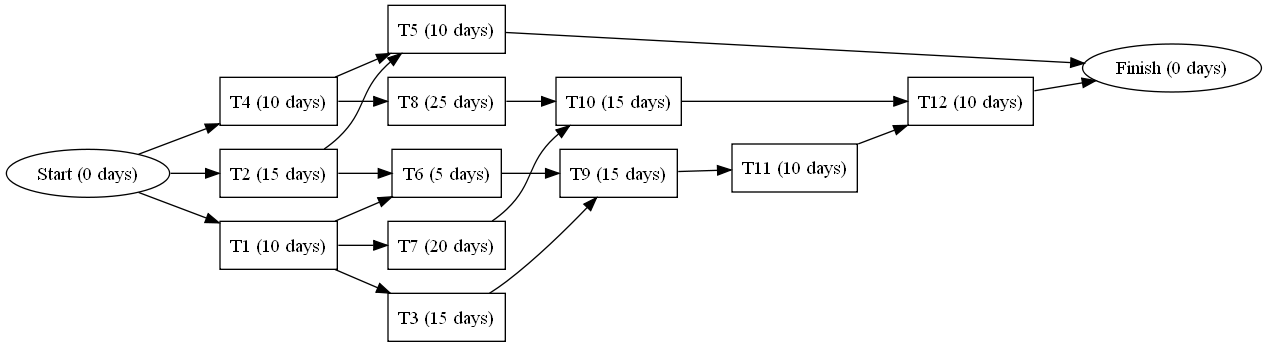 T5 (10 days)
Finish (0 days)
T4 (10 days)
T8 (25 days)
T10 (15 days)
T12 (10 days)
Start (0 days)
T2 (15 days)
T6 (5 days)
T9 (15 days)
T11 (10 days)
T1 (10 days)
T7 (20 days)
T3 (15 days)